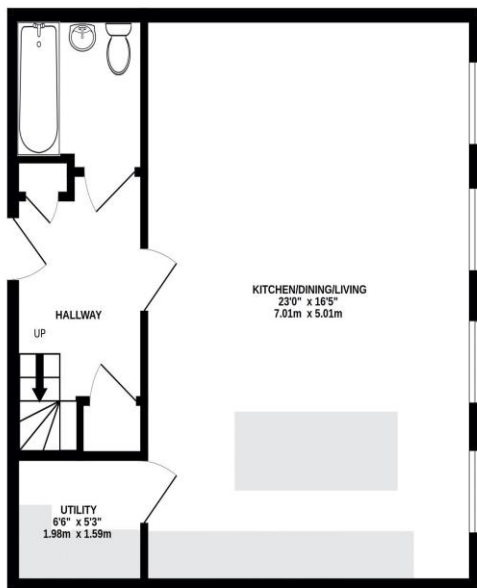 KITCHEN/DINING/LIVING
23'0" x 16'5"
7.01m x 5.01m
HALLWAY
UP
UTILITY
6'6" x 5'3"
1.98m x 1.59m